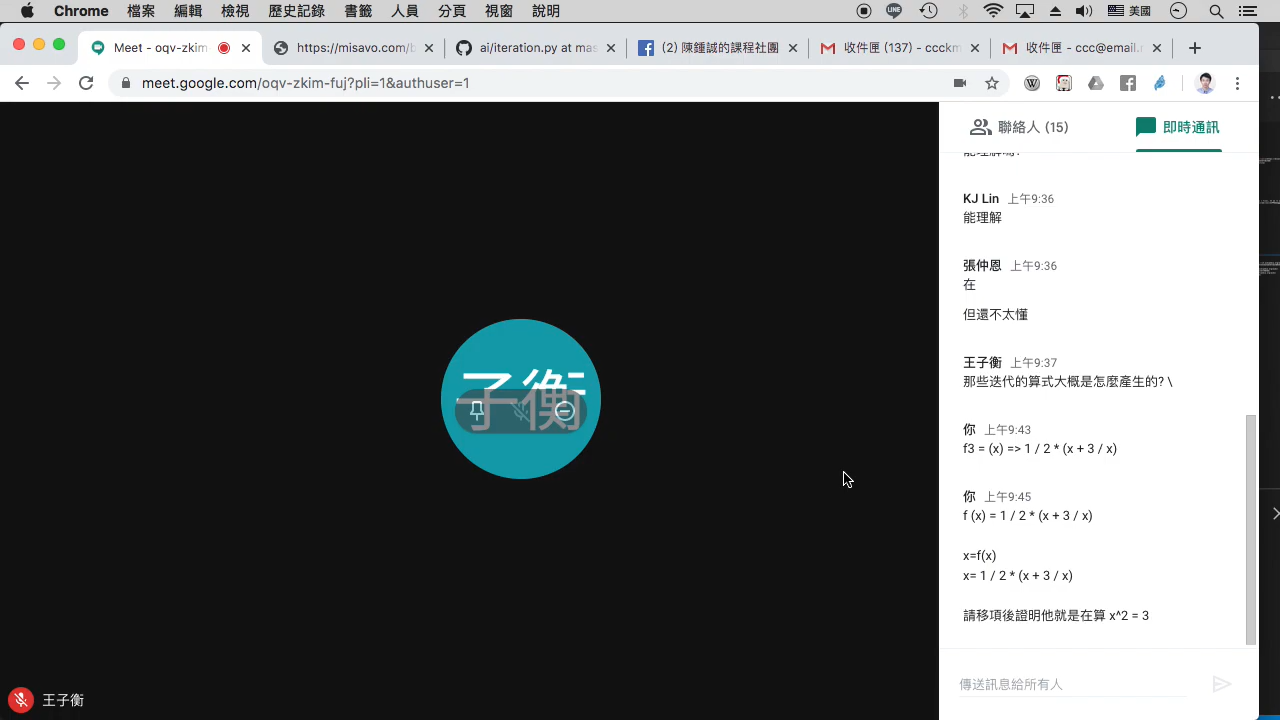 Chrome 檔案 編輯 檢視 歷史記錄 書籤 人員 分頁 視窗 說明
美國
Meet - oqv-zkim
https://misavo.com/b
ai/iteration.py at mas
(2) 陳鍾誠的課程社團
收件匣 (137) - ccckm
收件匣 - ccc@email.n
meet.google.com/oqv-zkim-fuj?pli=1&authuser=1
聯絡人 (15)
即時通訊
能理解嗎?
KJ Lin 上午9:36
能理解
張仲恩 上午9:36
在
但還不太懂
王子衡 上午9:37
那些迭代的算式大概是怎麼產生的? \
你 上午9:43
f3 = (x) => 1 / 2 * (x + 3 / x)
你 上午9:45
f (x) = 1 / 2 * (x + 3 / x)
x=f(x)
x= 1 / 2 * (x + 3 / x)
請移項後證明他就是在算 x^2 = 3
子衡
王子衡
傳送訊息給所有人